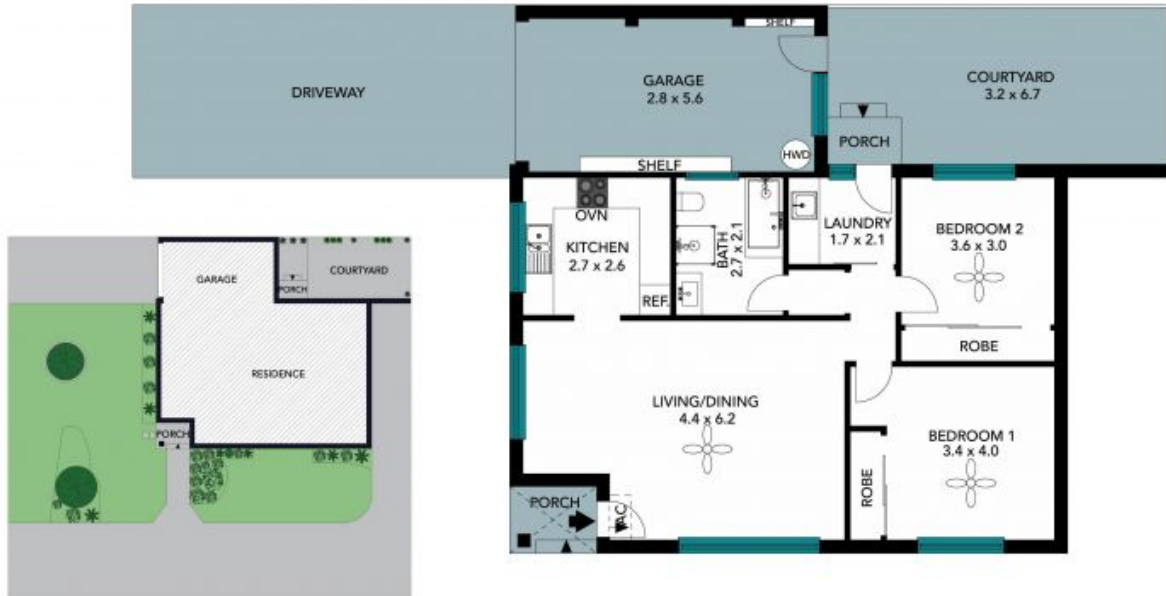 SHELF
DRIVEWAY
GARAGE
2.8 x 5.6
COURTYARD
3.2 x 6.7
PORCH
HWD
SHELF
OVN
KITCHEN
2.7 x 2.6
REF.
BATH
2.7 x 2.1
LAUNDRY
1.7 x 2.1
BEDROOM 2
3.6 x 3.0
ROBE
LIVING/DINING
4.4 x 6.2
BEDROOM 1
3.4 x 4.0
ROBE
PORCH
AC
GARAGE
COURTYARD
PORCH
RESIDENCE
PORCH